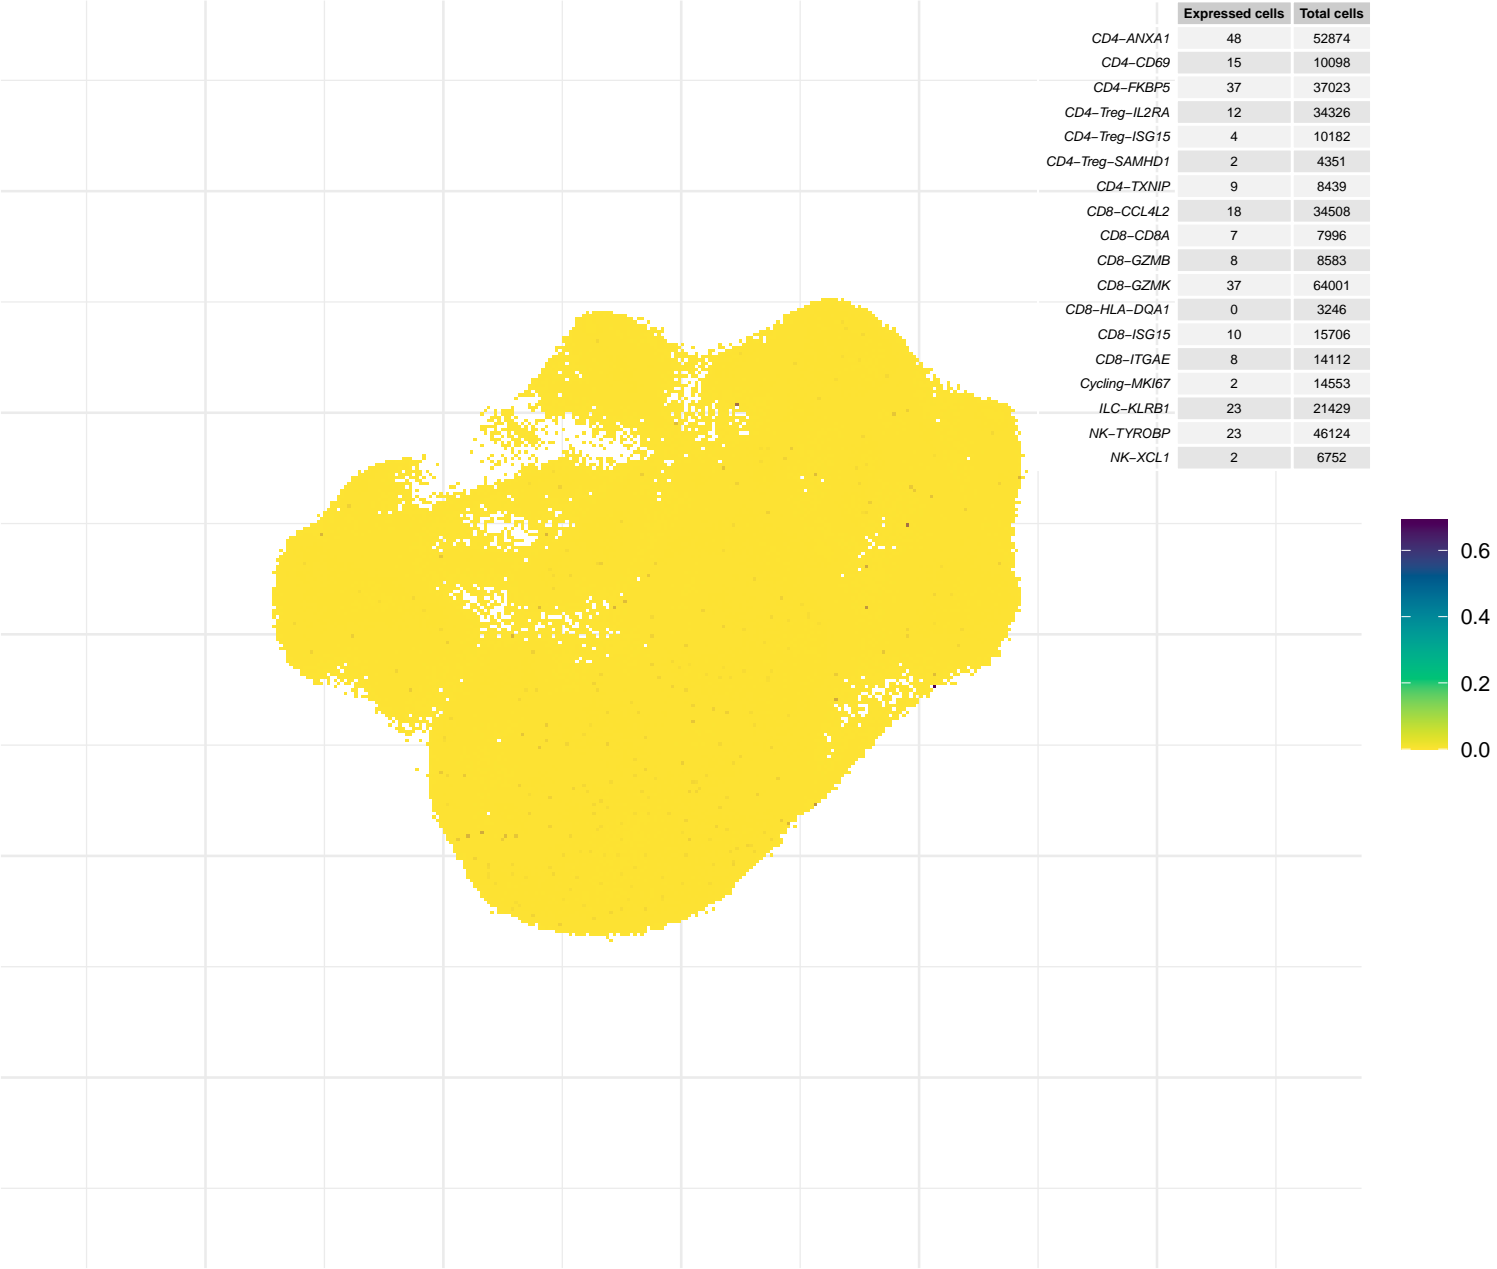 Expressed cells Total cells
CD4−ANXA1 48 52874
CD4−CD69 15 10098
CD4−FKBP5 37 37023
CD4−Treg−IL2RA 12 34326
CD4−Treg−ISG15 4 10182
CD4−Treg−SAMHD1 2 4351
CD4−TXNIP 9 8439
CD8−CCL4L2 18 34508
CD8−CD8A 7 7996
CD8−GZMB 8 8583
CD8−GZMK 37 64001
CD8−HLA−DQA1 0 3246
CD8−ISG15 10 15706
CD8−ITGAE 8 14112
Cycling−MKI67 2 14553
ILC−KLRB1 23 21429
NK−TYROBP 23 46124
NK−XCL1 2 6752
0.6
0.4
0.2
0.0